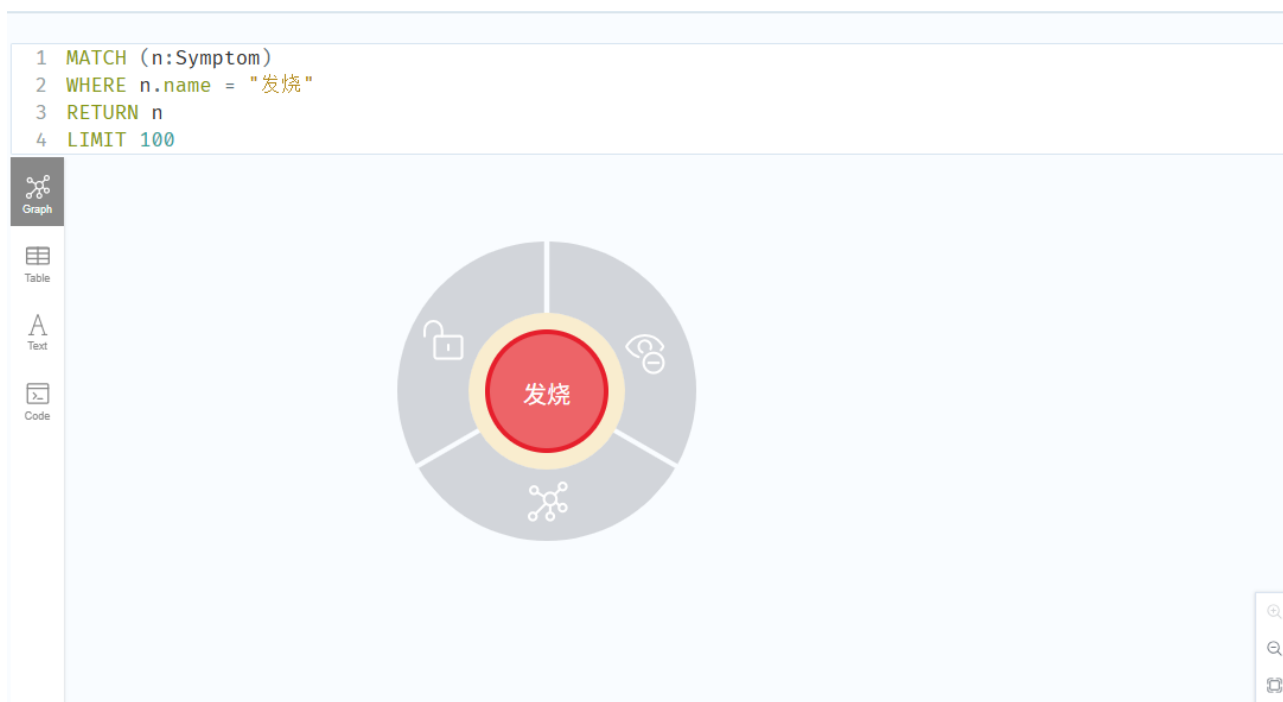 1 MATCH (n:Symptom)
2 WHERE n.name = "发烧"
3 RETURN n
4 LIMIT 100
Graph
Table
Text
Code
发烧